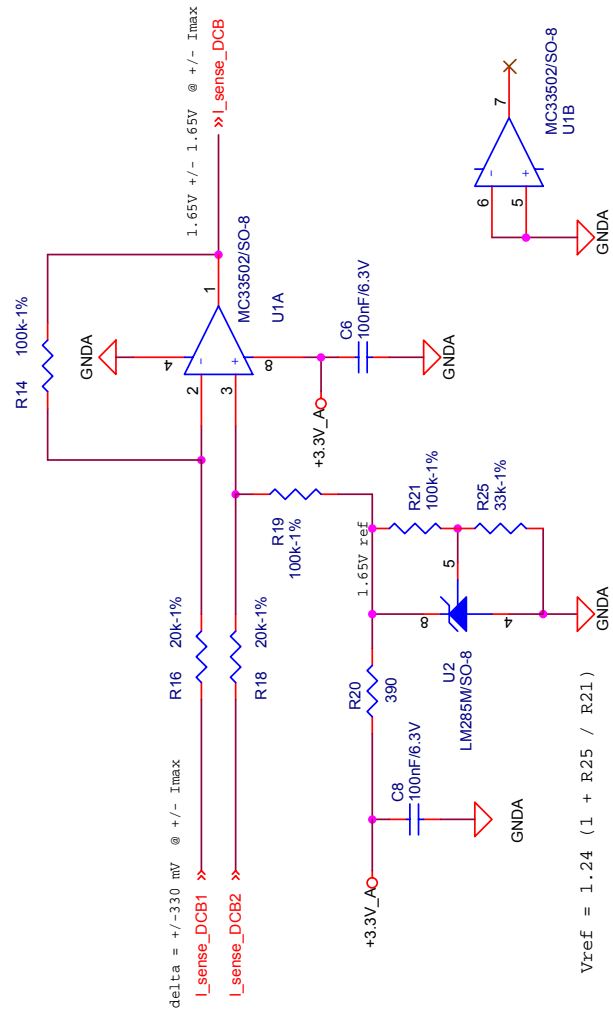 1.65V +/- 1.65V @ +/- Imax
I_sense_DCB
R14
100k-1%
GNDA
4
2
-
3
+
1
8
MC33502/SO-8
U1A
C6
100nF/6.3V
GNDA
+3.3V_A
6
-
5
+
7
MC33502/SO-8
U1B
GNDA
delta = +/-330 mV @ +/- Imax
I_sense_DCB1
I_sense_DCB2
R16
20k-1%
R18
20k-1%
R19
100k-1%
1.65V ref
R20
390
+3.3V_A
C8
100nF/6.3V
GNDA
R21
100k-1%
R25
33k-1%
8
5
4
U2
LM285M/SO-8
GNDA
Vref = 1.24 (1 + R25 / R21)